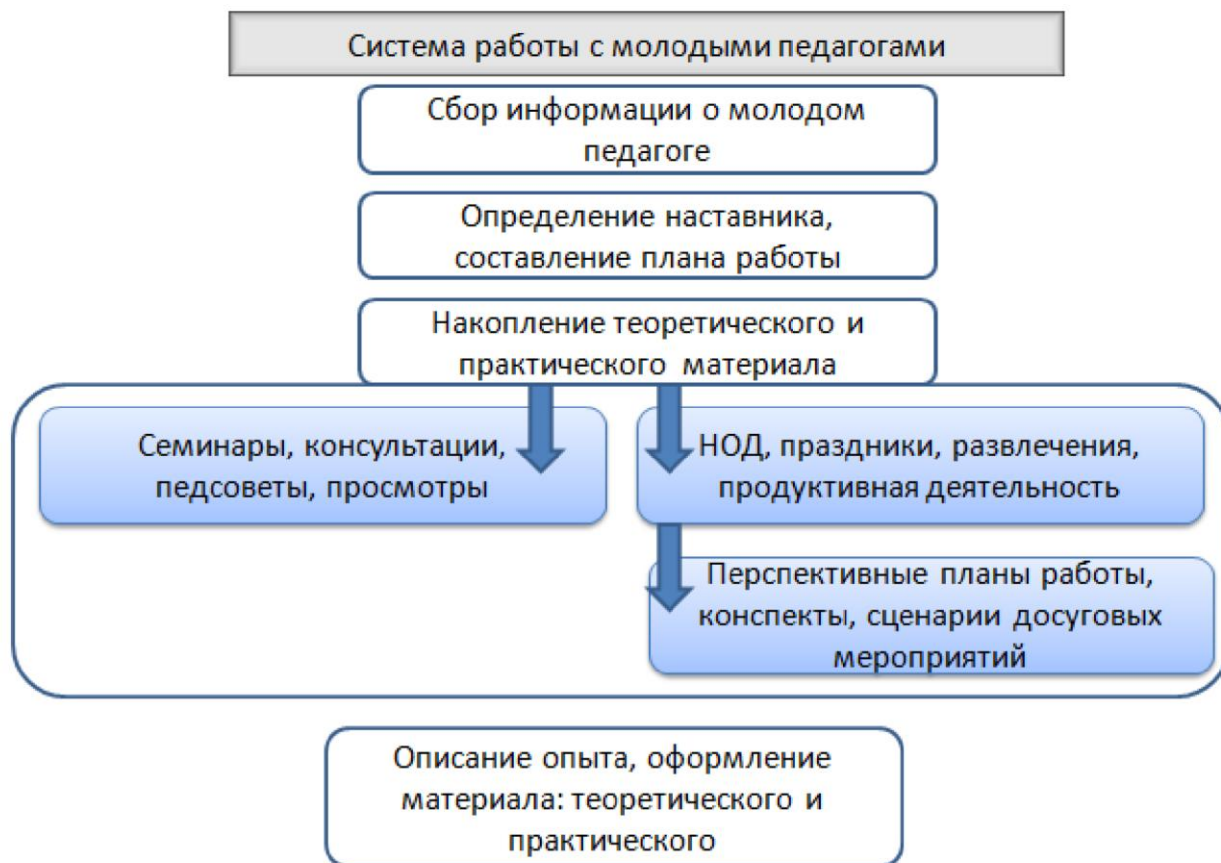 Система работы с молодыми педагогами
Сбор информации о молодом
педагоге
Определение наставника,
составление плана работы
Накопление теоретического и
практического материала
Семинары, консультации,
педсоветы, просмотры
НОД, праздники, развлечения,
продуктивная деятельность
Перспективные планы работы,
конспекты, сценарии досуговых
мероприятий
Описание опыта, оформление
материала: теоретического и
практического